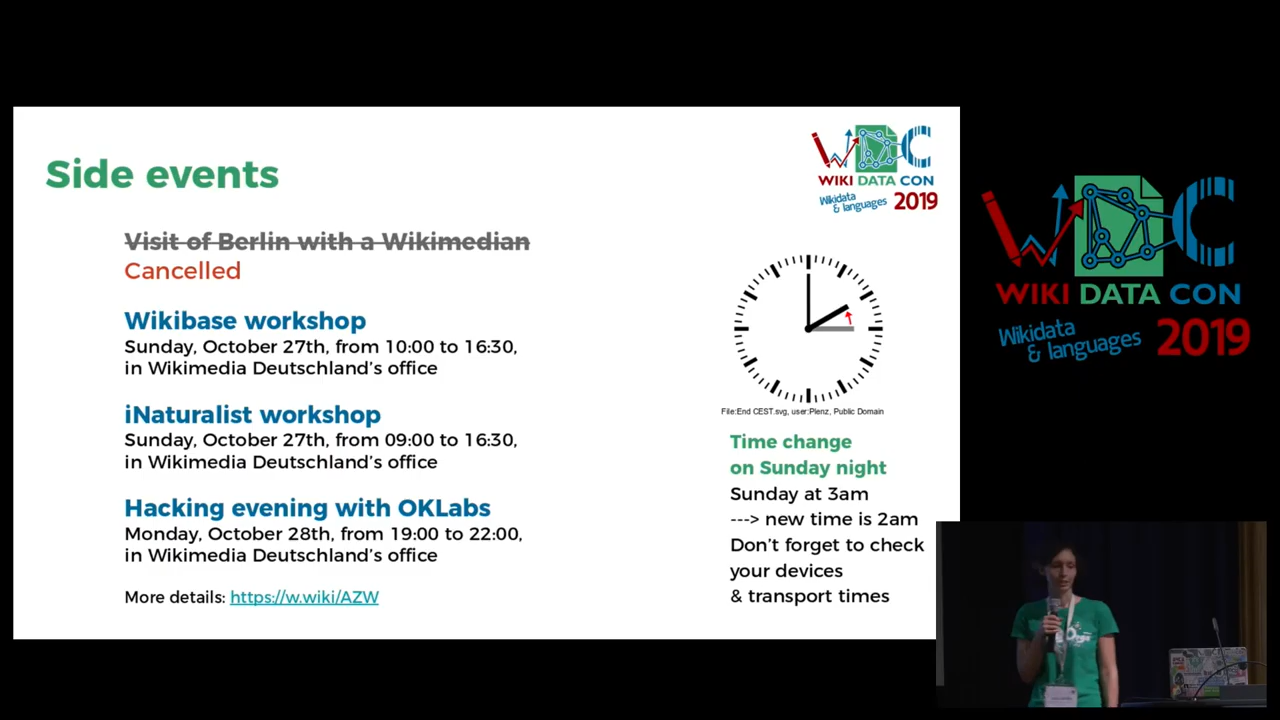 Side events
WIKI DATA CON
Wikidata
& languages 2019
Visit of Berlin with a Wikimedian
Cancelled
Wikibase workshop
Sunday, October 27th, from 10:00 to 16:30,
in Wikimedia Deutschland's office
iNaturalist workshop
Sunday, October 27th, from 09:00 to 16:30,
in Wikimedia Deutschland's office
Hacking evening with OKLabs
Monday, October 28th, from 19:00 to 22:00,
in Wikimedia Deutschland's office
More details: https://w.wiki/AZW
File:End CEST.svg, user:Plenz, Public Domain
Time change
on Sunday night
Sunday at 3am
---> new time is 2am
Don't forget to check
your devices
& transport times
WDC
WIKI DATA CON
Wikidata
& languages 2019